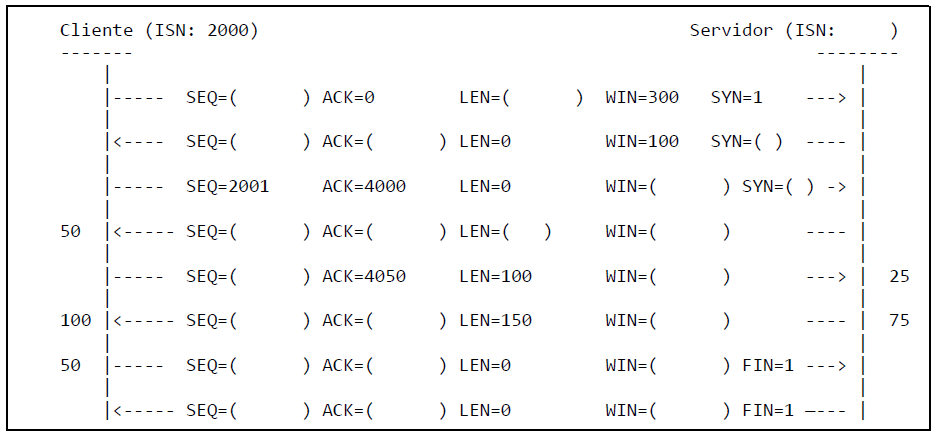 Cliente (ISN: 2000) Servidor (ISN: )
------- --------
|----- SEQ=( ) ACK=0 LEN=( ) WIN=300 SYN=1 ---> |
|<---- SEQ=( ) ACK=( ) LEN=0 WIN=100 SYN=( ) ---- |
|----- SEQ=2001 ACK=4000 LEN=0 WIN=( ) SYN=( ) -> |
50 |<----- SEQ=( ) ACK=( ) LEN=( ) WIN=( ) ---- |
|----- SEQ=( ) ACK=4050 LEN=100 WIN=( ) ---> | 25
100 |<----- SEQ=( ) ACK=( ) LEN=150 WIN=( ) ---- | 75
50 |----- SEQ=( ) ACK=( ) LEN=0 WIN=( ) FIN=1 ---> |
|<----- SEQ=( ) ACK=( ) LEN=0 WIN=( ) FIN=1 —--- |